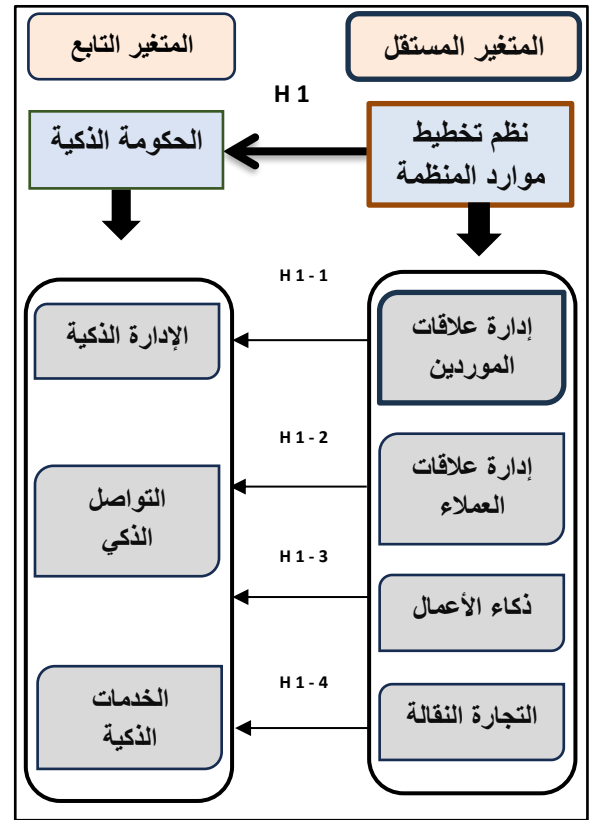 المتغير المستقل
المتغير التابع
H 1
نظم تخطيط
موارد المنظمة
الحكومة الذكية
H 1 - 1
إدارة علاقات
الموردين
الإدارة الذكية
H 1 - 2
إدارة علاقات
العملاء
التواصل
الذكي
H 1 - 3
ذكاء الأعمال
H 1 - 4
التجارة النقالة
الخدمات
الذكية